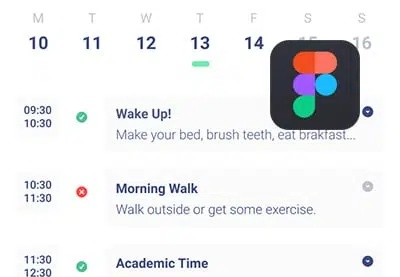 M T W T F S S
10 11 12 13 14 15 16
09:30
10:30
Wake Up!
Make your bed, brush teeth, eat brakfast...
10:30
11:30
Morning Walk
Walk outside or get some exercise.
11:30
12:30
Academic Time